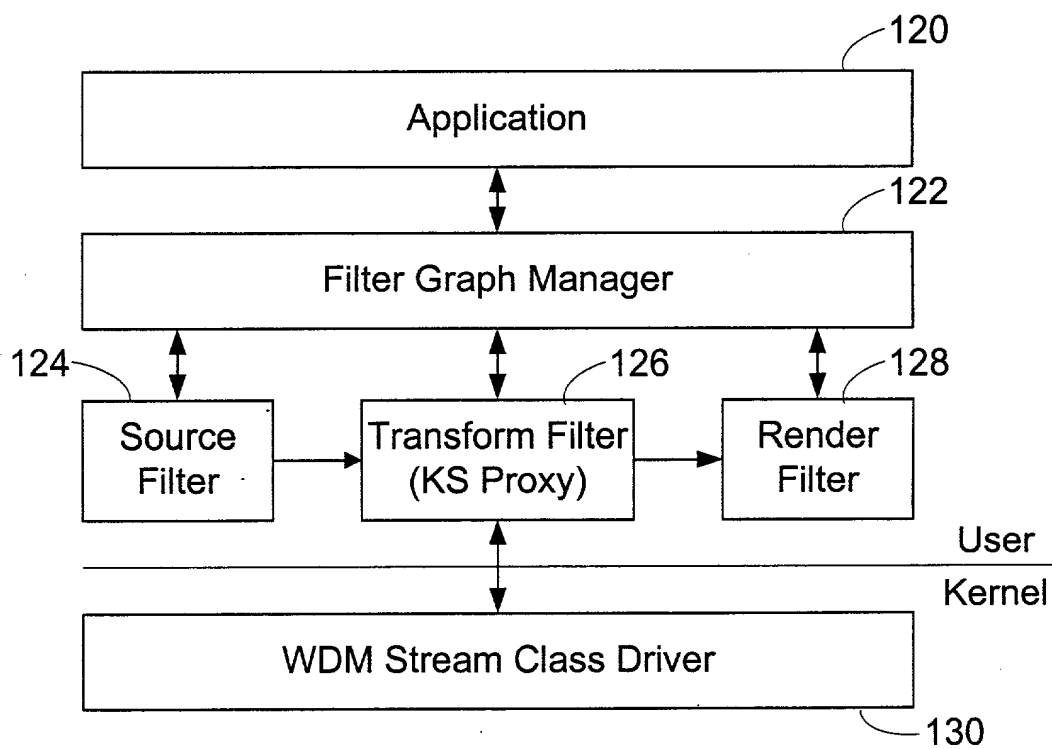 120
Application
122
Filter Graph Manager
124
126
128
Source
Filter
Transform Filter
(KS Proxy)
Render
Filter
User
Kernel
WDM Stream Class Driver
130